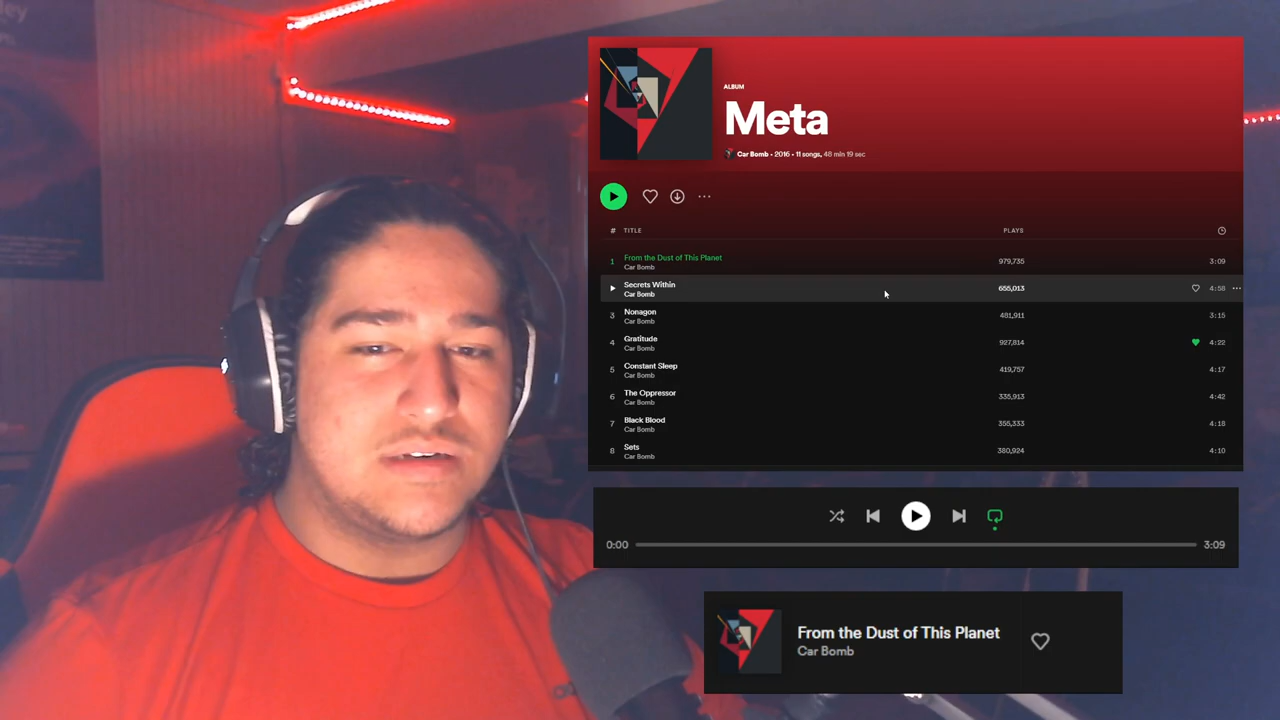 ley
ALBUM
Meta
Car Bomb • 2016 • 11 songs, 48 min 19 sec
# TITLE PLAYS
1 From the Dust of This Planet 979,735 3:09
Car Bomb
Secrets Within 655,013 4:58
Car Bomb
3 Nonagon 481,911 3:15
Car Bomb
4 Gratitude 927,814 4:22
Car Bomb
5 Constant Sleep 419,757 4:17
Car Bomb
6 The Oppressor 335,913 4:42
Car Bomb
7 Black Blood 355,333 4:18
Car Bomb
8 Sets 380,924 4:10
Car Bomb
0:00 3:09
From the Dust of This Planet
Car Bomb